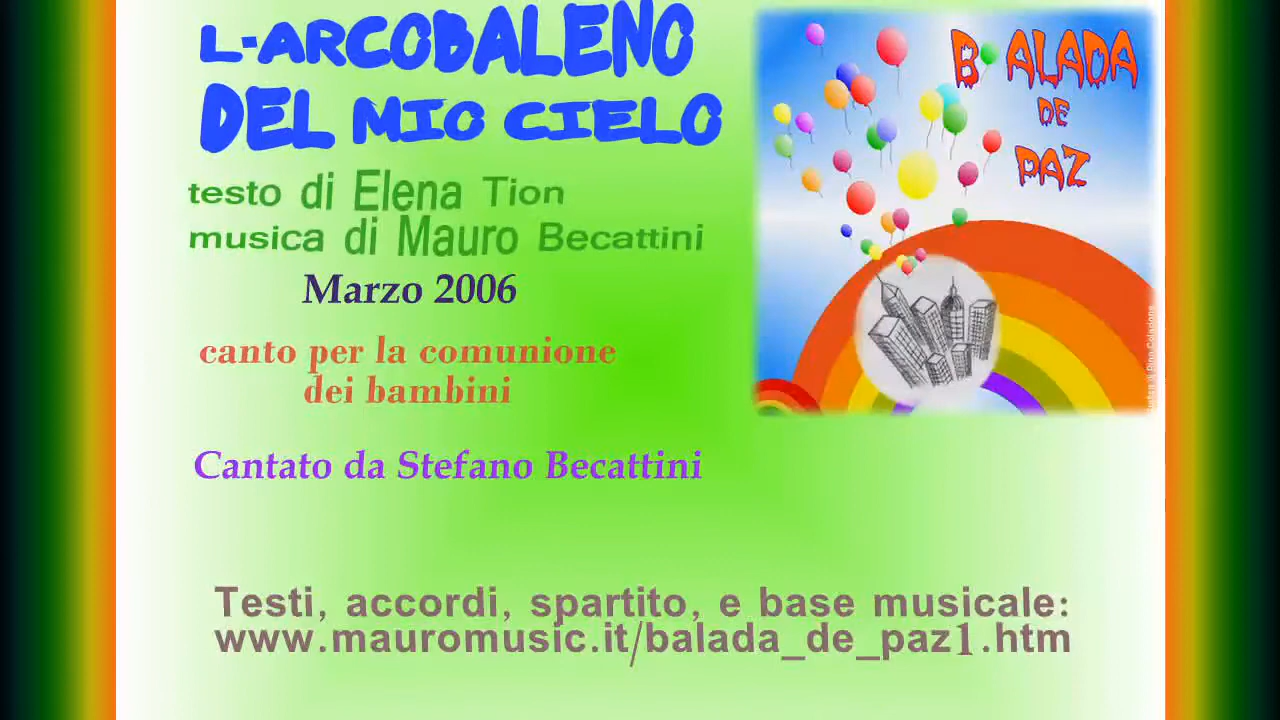 L-ARCOBALENO
DEL MIO CIELO
testo di Elena Tion
musica di Mauro Becattini
Marzo 2006
canto per la comunione
dei bambini
Cantato da Stefano Becattini
BALADA
DE
PAZ
Testi, accordi, spartito, e base musicale:
www.mauromusic.it/balada_de_paz1.htm